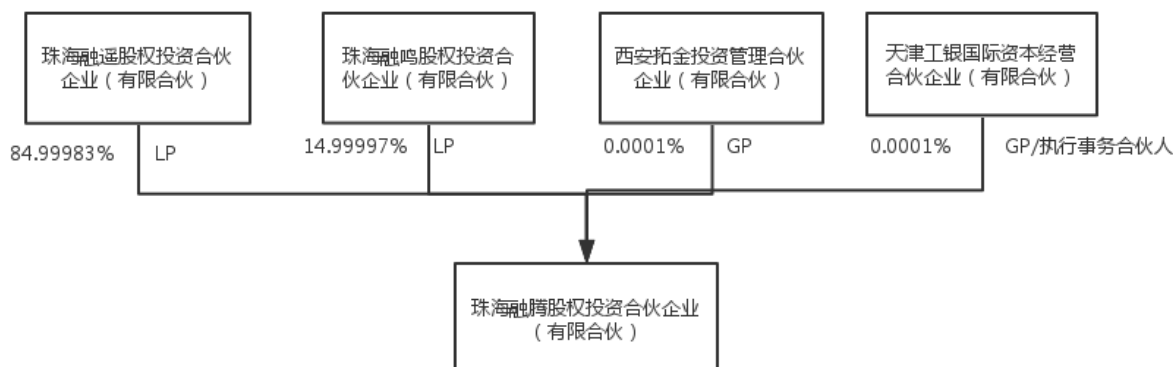 珠海融遥股权投资合伙
企业（有限合伙）
珠海融鸣股权投资合
伙企业（有限合伙）
西安拓金投资管理合伙
企业（有限合伙）
天津工银国际资本经营
合伙企业（有限合伙）
84.99983% LP
14.99997% LP
0.0001% GP
0.0001% GP/执行事务合伙人
珠海融腾股权投资合伙企业
（有限合伙）